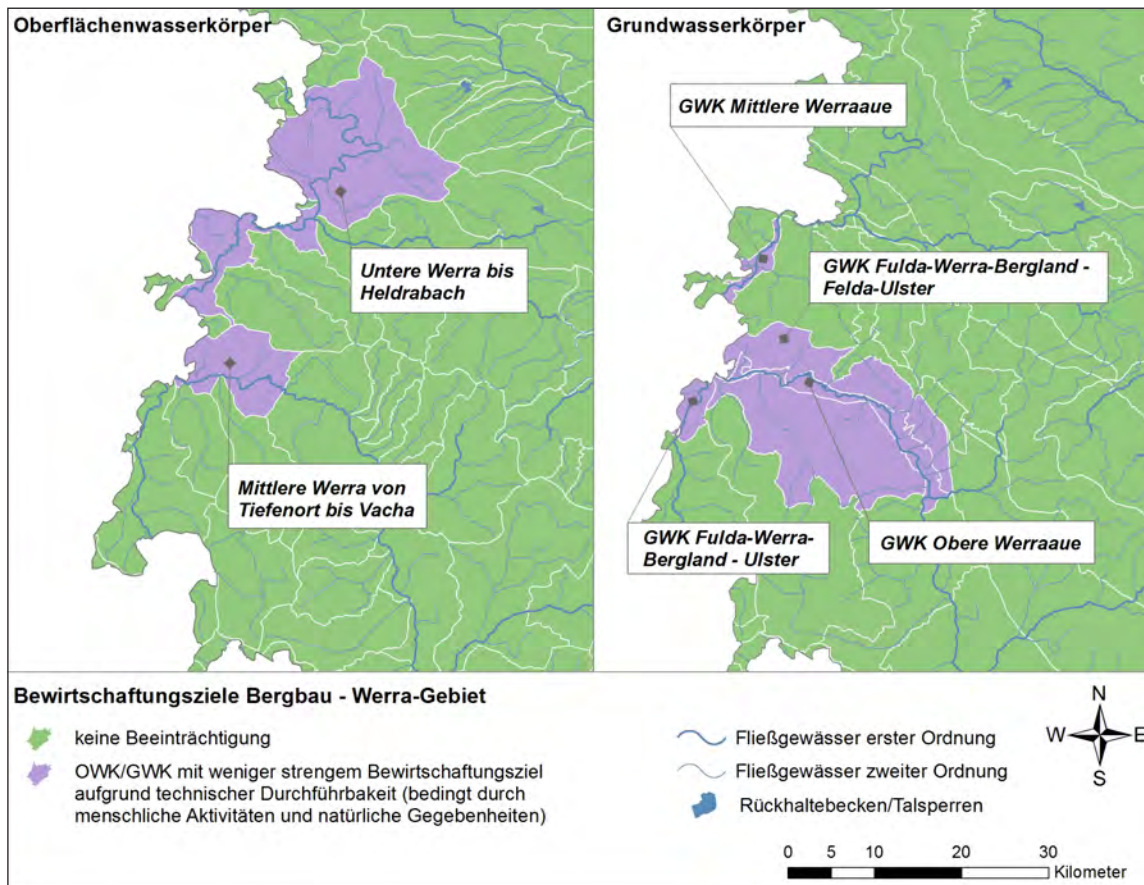 Oberflächenwasserkörper
Untere Werra bis
Heldrabach
Mittlere Werra von
Tiefenort bis Vacha
Grundwasserkörper
GWK Mittlere Werraaue
GWK Fulda-Werra-Bergland -
Felda-Ulster
GWK Fulda-Werra-
Bergland - Ulster
GWK Obere Werraaue
Bewirtschaftungsziele Bergbau - Werra-Gebiet
keine Beeinträchtigung
OWK/GWK mit weniger strengem Bewirtschaftungsziel
aufgrund technischer Durchführbakeit (bedingt durch
menschliche Aktivitäten und natürliche Gegebenheiten)
Fließgewässer erster Ordnung
Fließgewässer zweiter Ordnung
Rückhaltebecken/Talsperren
N
W E
S
0 5 10 20 30
Kilometer